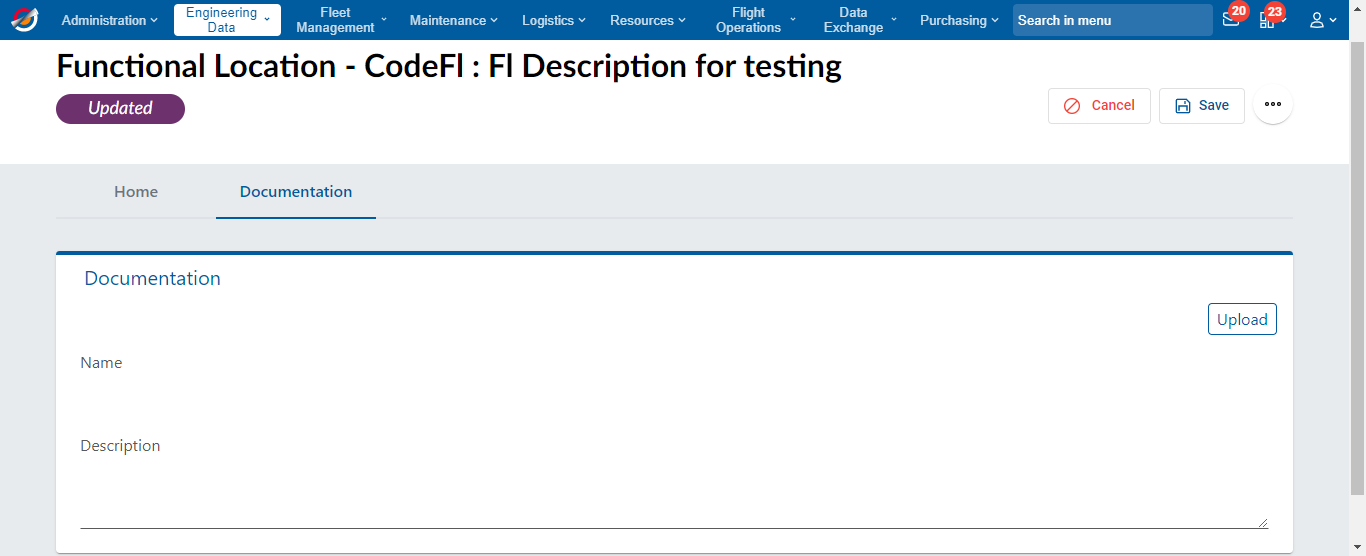 Administration
Engineering Data
Fleet Management
Maintenance
Logistics
Resources
Flight Operations
Data Exchange
Purchasing
Search in menu
20
23
Functional Location - CodeFl : Fl Description for testing
Updated
Cancel
Save
Home
Documentation
Documentation
Upload
Name
Description